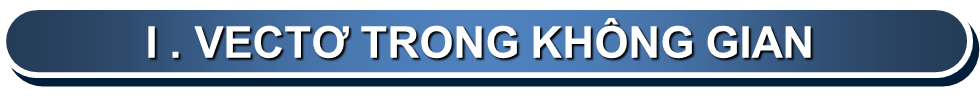 I . VECTƠ TRONG KHÔNG GIAN